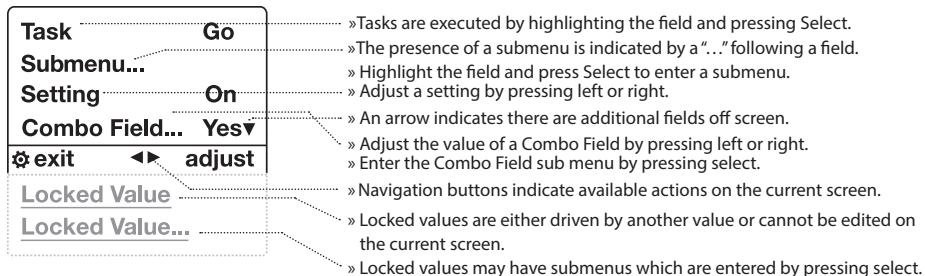 Task Go
»Tasks are executed by highlighting the field and pressing Select.
Submenu...
»The presence of a submenu is indicated by a “…” following a field.
» Highlight the field and press Select to enter a submenu.
Setting On
» Adjust a setting by pressing left or right.
» An arrow indicates there are additional fields off screen.
Combo Field... Yes▾
» Adjust the value of a Combo Field by pressing left or right.
» Enter the Combo Field sub menu by pressing select.
⚙ exit ◂▸ adjust
»Navigation buttons indicate available actions on the current screen.
Locked Value
» Locked values are either driven by another value or cannot be edited on
the current screen.
Locked Value...
» Locked values may have submenus which are entered by pressing select.